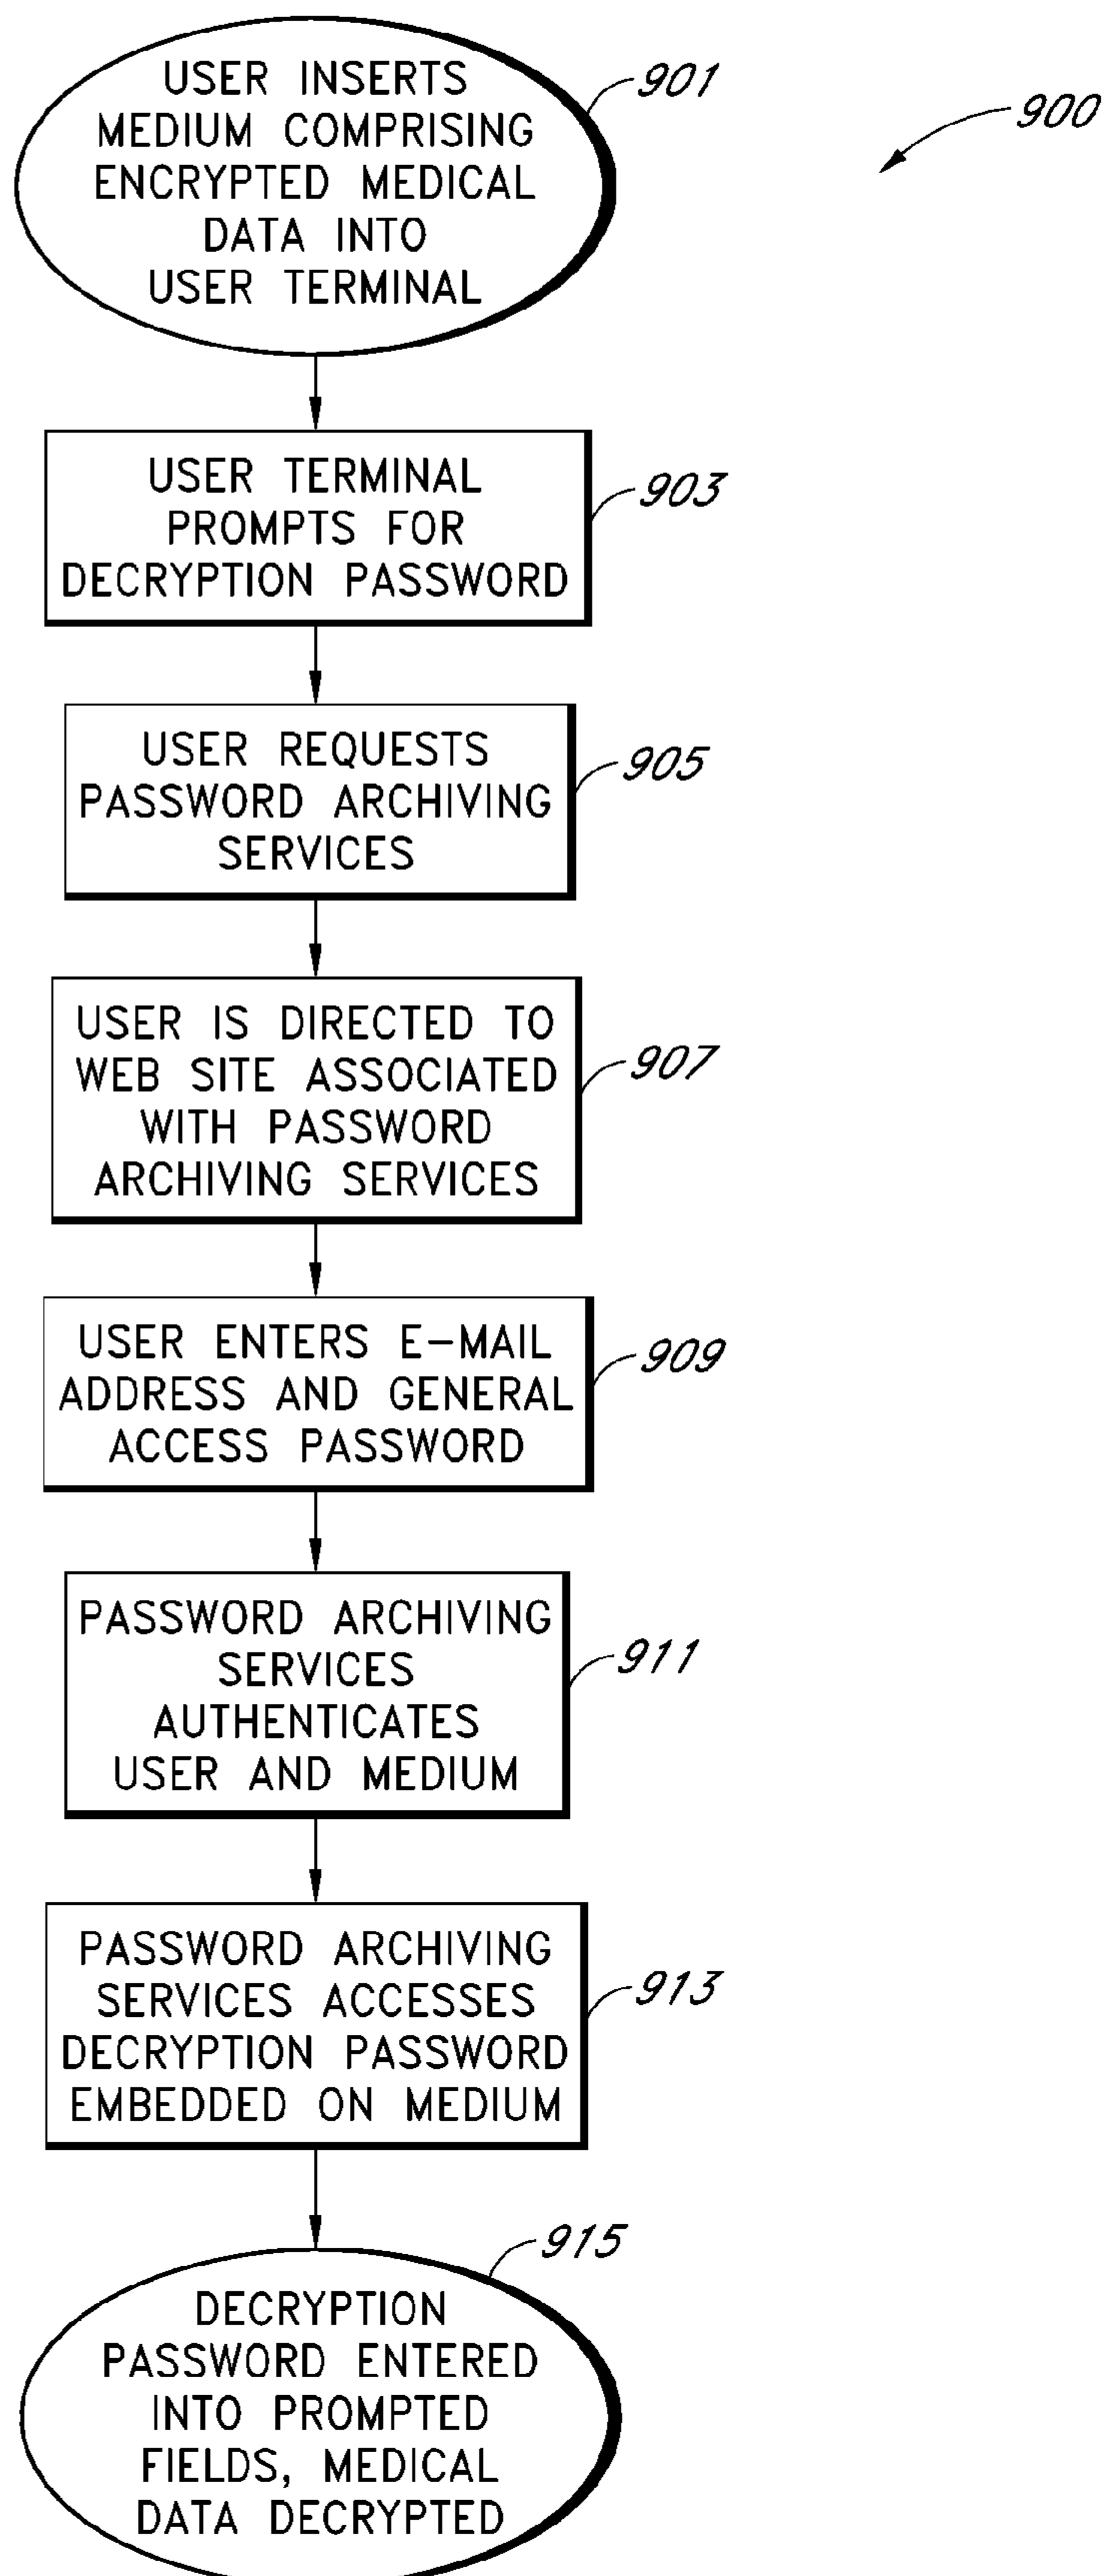 USER INSERTS
MEDIUM COMPRISING
ENCRYPTED MEDICAL
DATA INTO
USER TERMINAL
901
900
USER TERMINAL
PROMPTS FOR
DECRYPTION PASSWORD
903
USER REQUESTS
PASSWORD ARCHIVING
SERVICES
905
USER IS DIRECTED TO
WEB SITE ASSOCIATED
WITH PASSWORD
ARCHIVING SERVICES
907
USER ENTERS E-MAIL
ADDRESS AND GENERAL
ACCESS PASSWORD
909
PASSWORD ARCHIVING
SERVICES
AUTHENTICATES
USER AND MEDIUM
911
PASSWORD ARCHIVING
SERVICES ACCESSES
DECRYPTION PASSWORD
EMBEDDED ON MEDIUM
913
915
DECRYPTION
PASSWORD ENTERED
INTO PROMPTED
FIELDS, MEDICAL
DATA DECRYPTED